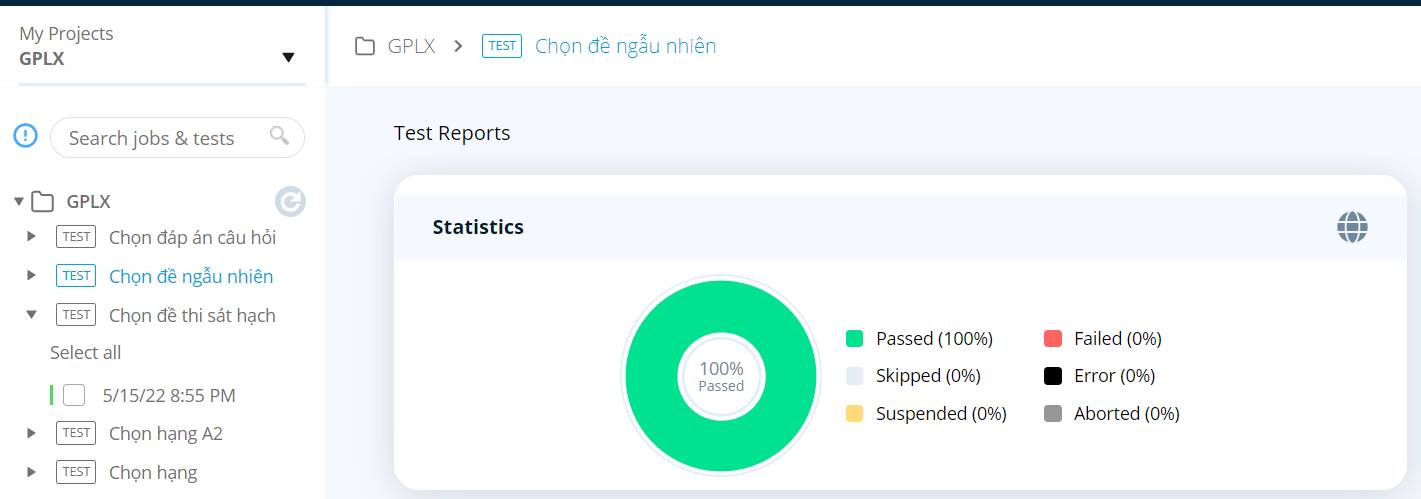 My Projects
GPLX
Search jobs & tests
GPLX
TEST Chọn đáp án câu hỏi
TEST Chọn đề ngẫu nhiên
TEST Chọn đề thi sát hạch
Select all
5/15/22 8:55 PM
TEST Chọn hạng A2
TEST Chọn hạng
GPLX > TEST Chọn đề ngẫu nhiên
Test Reports
Statistics
100%
Passed
Passed (100%)
Failed (0%)
Skipped (0%)
Error (0%)
Suspended (0%)
Aborted (0%)